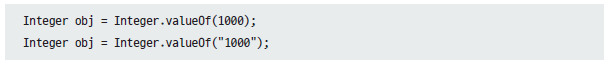 Integer obj = Integer.valueOf(1000);
Integer obj = Integer.valueOf("1000");